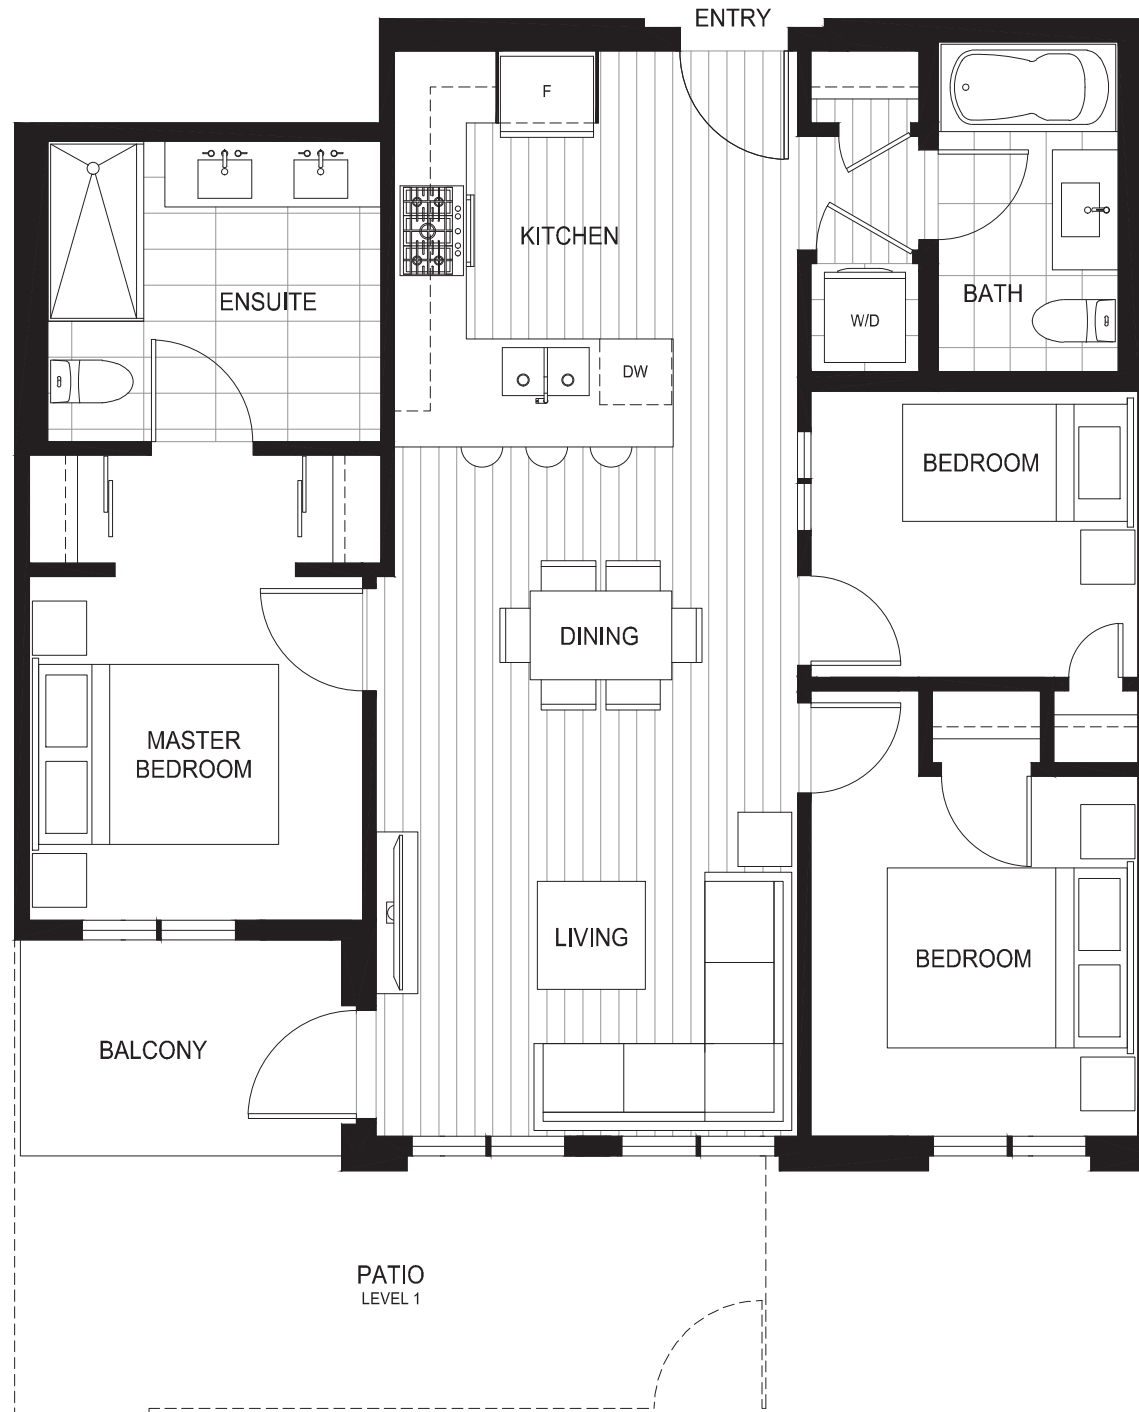 ENTRY
F
KITCHEN
ENSUITE
BATH
W/D
DW
BEDROOM
DINING
MASTER
BEDROOM
LIVING
BEDROOM
BALCONY
PATIO
LEVEL 1